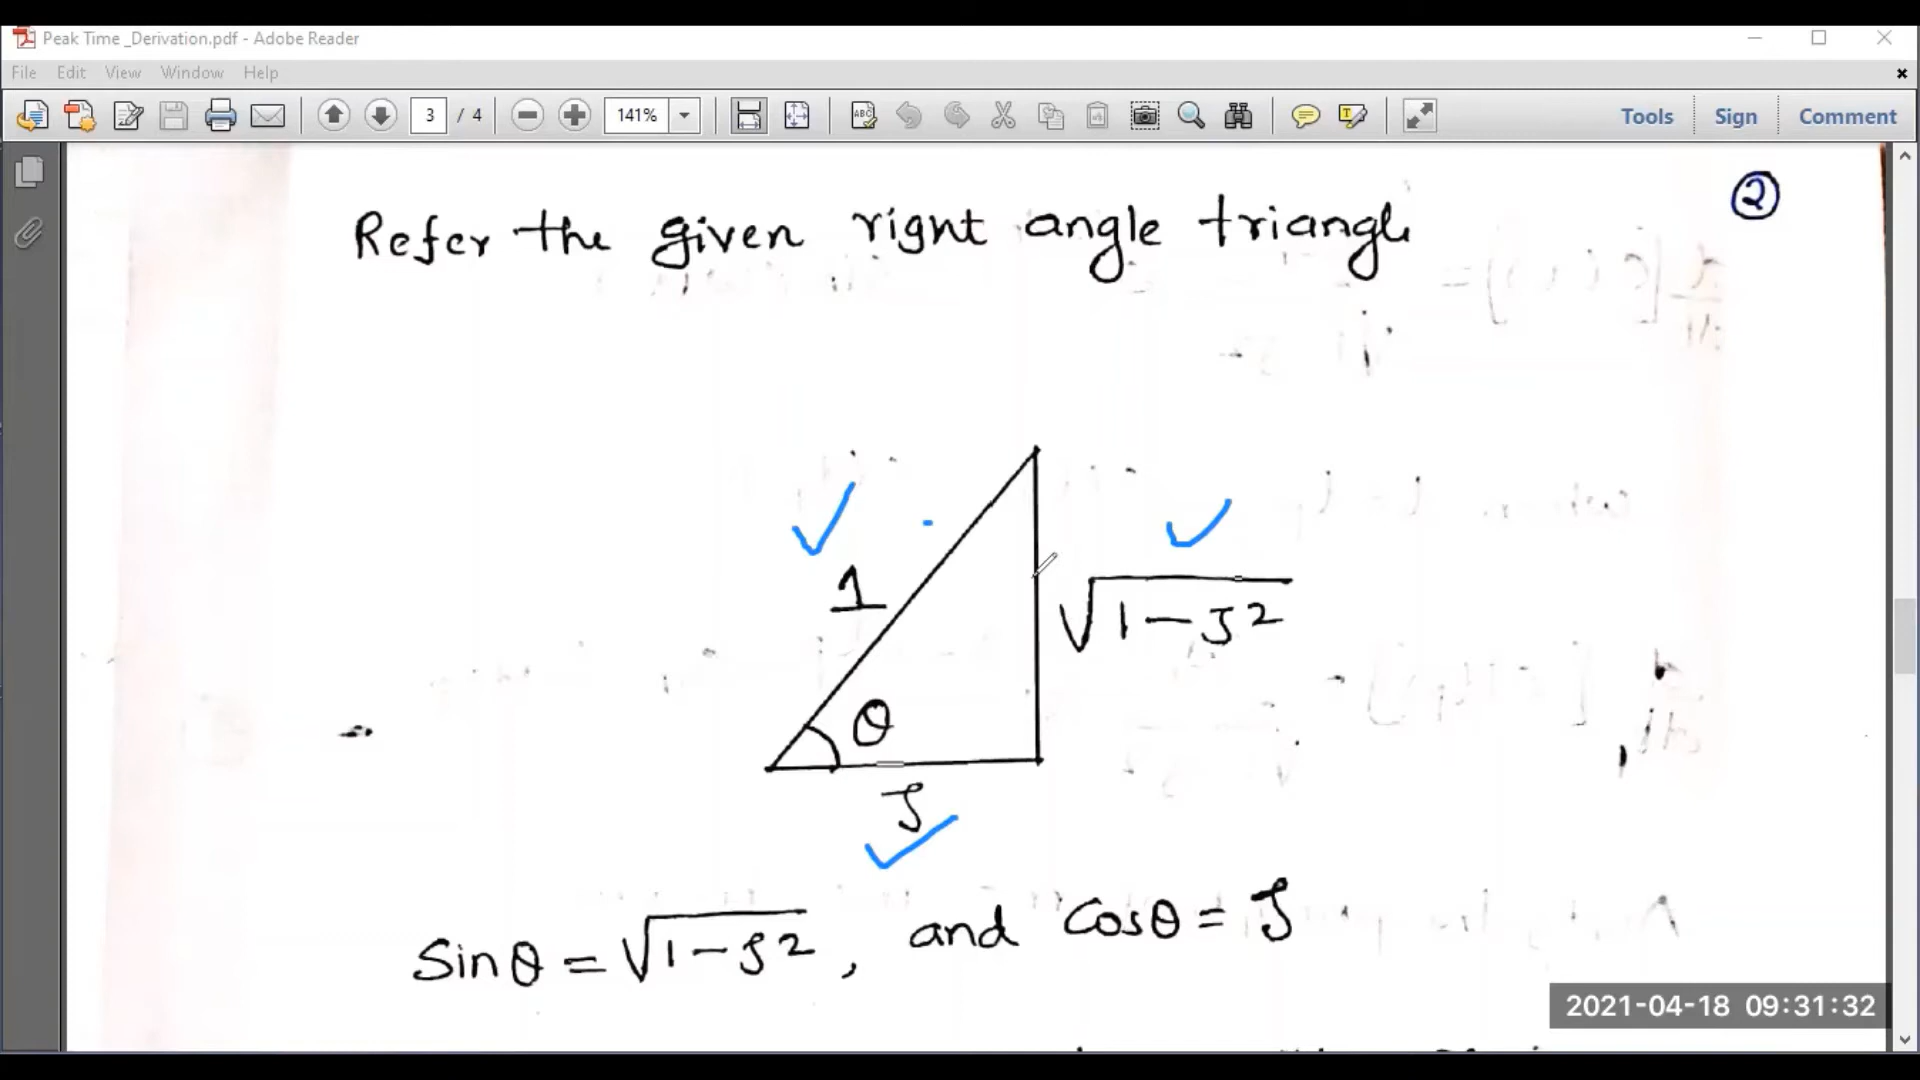 Peak Time _Derivation.pdf - Adobe Reader
File Edit View Window Help
3 / 4 141% Tools Sign Comment
②
Refer the given right angle triangle
1
√1-ζ²
θ
ζ
Sinθ = √1-ζ², and Cosθ = ζ
2021-04-18 09:31:32